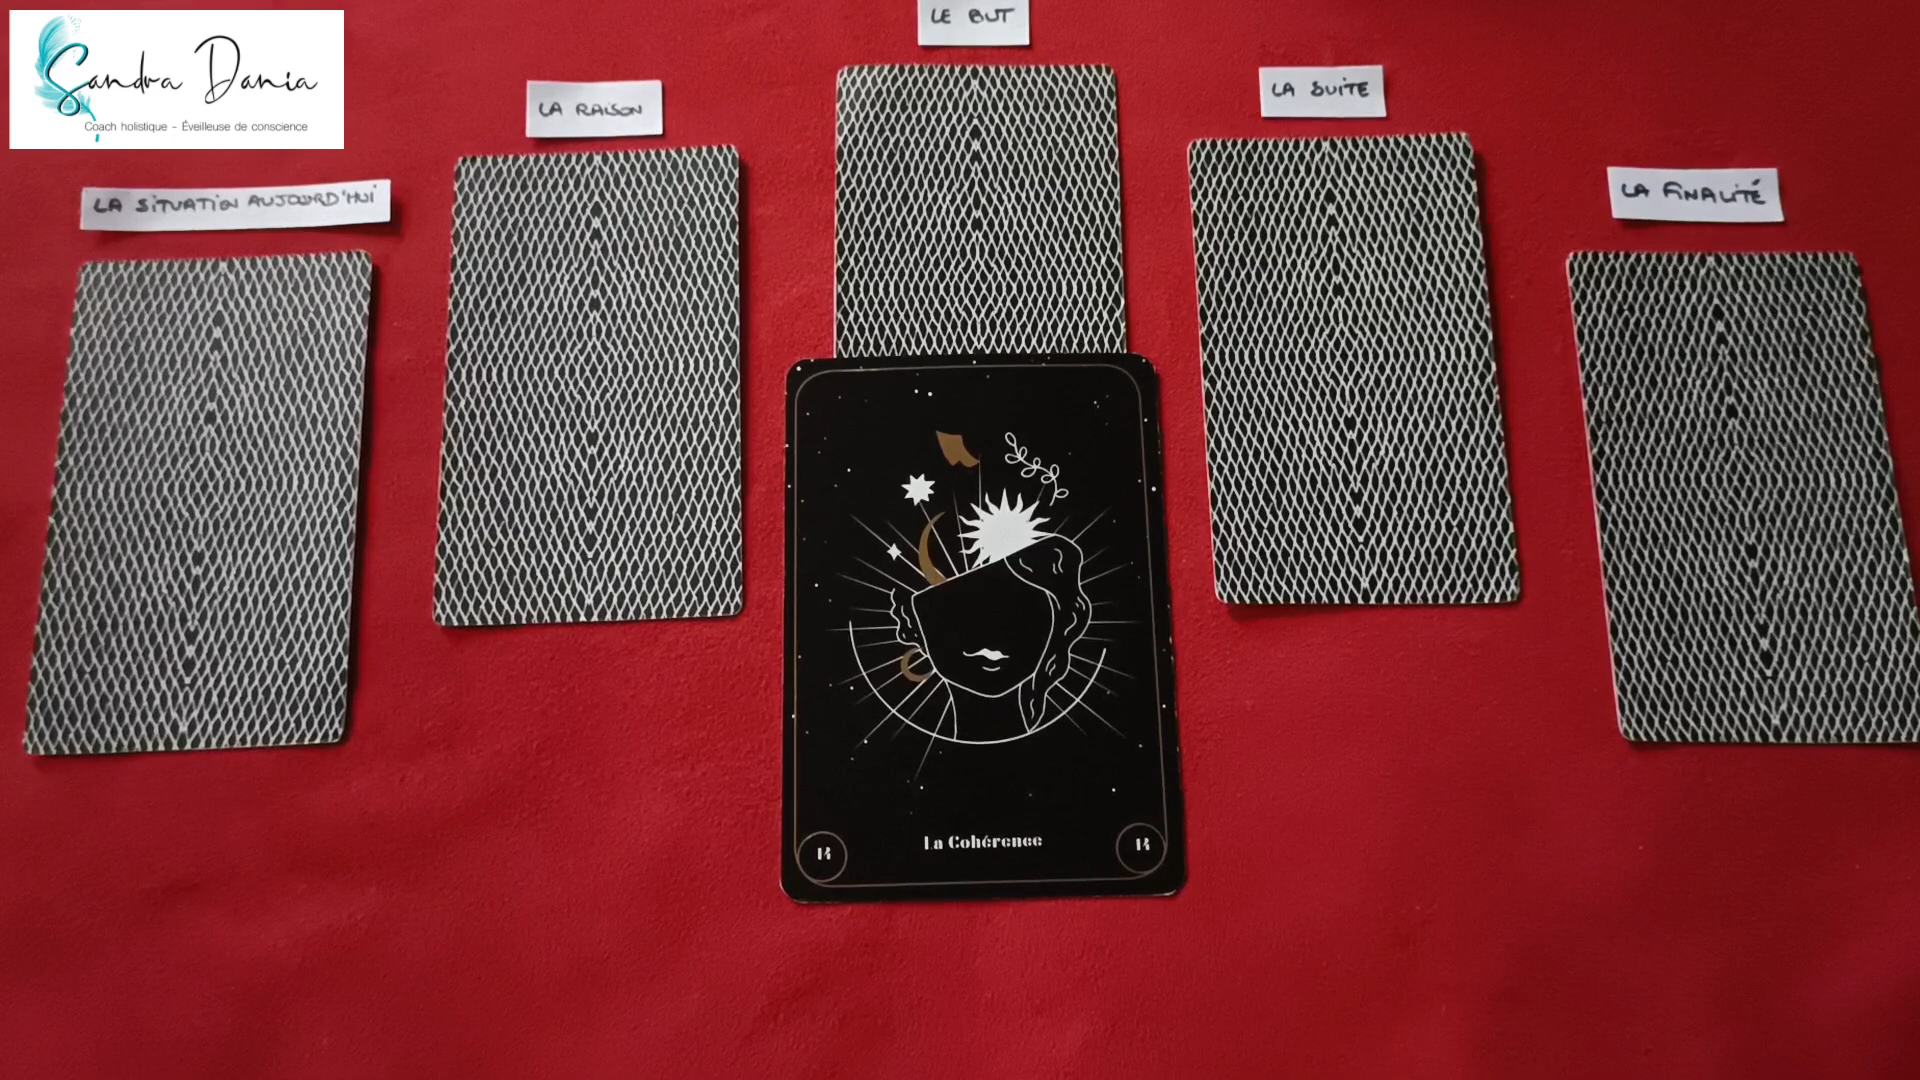 Sandra Dania
Coach holistique - Éveilleuse de conscience
LA SITUATION AUJOURD'HUI
LA RAISON
LE BUT
LA SUITE
LA FINALITÉ
La Cohérence